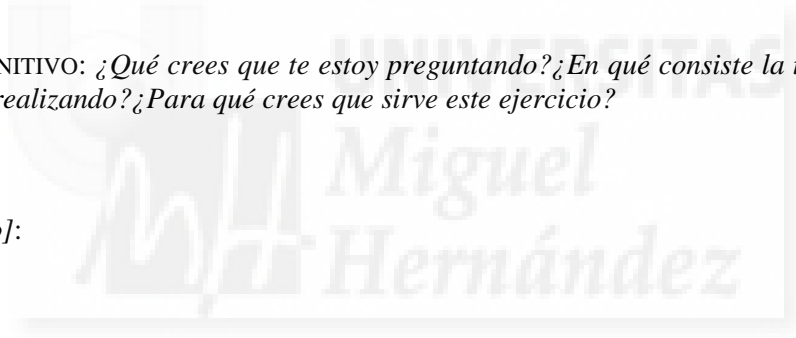 NITIVO: ¿Qué crees que te estoy preguntando?¿En qué consiste la
realizando?¿Para qué crees que sirve este ejercicio?
UNIVERSITAS
Miguel
Hernández
]: